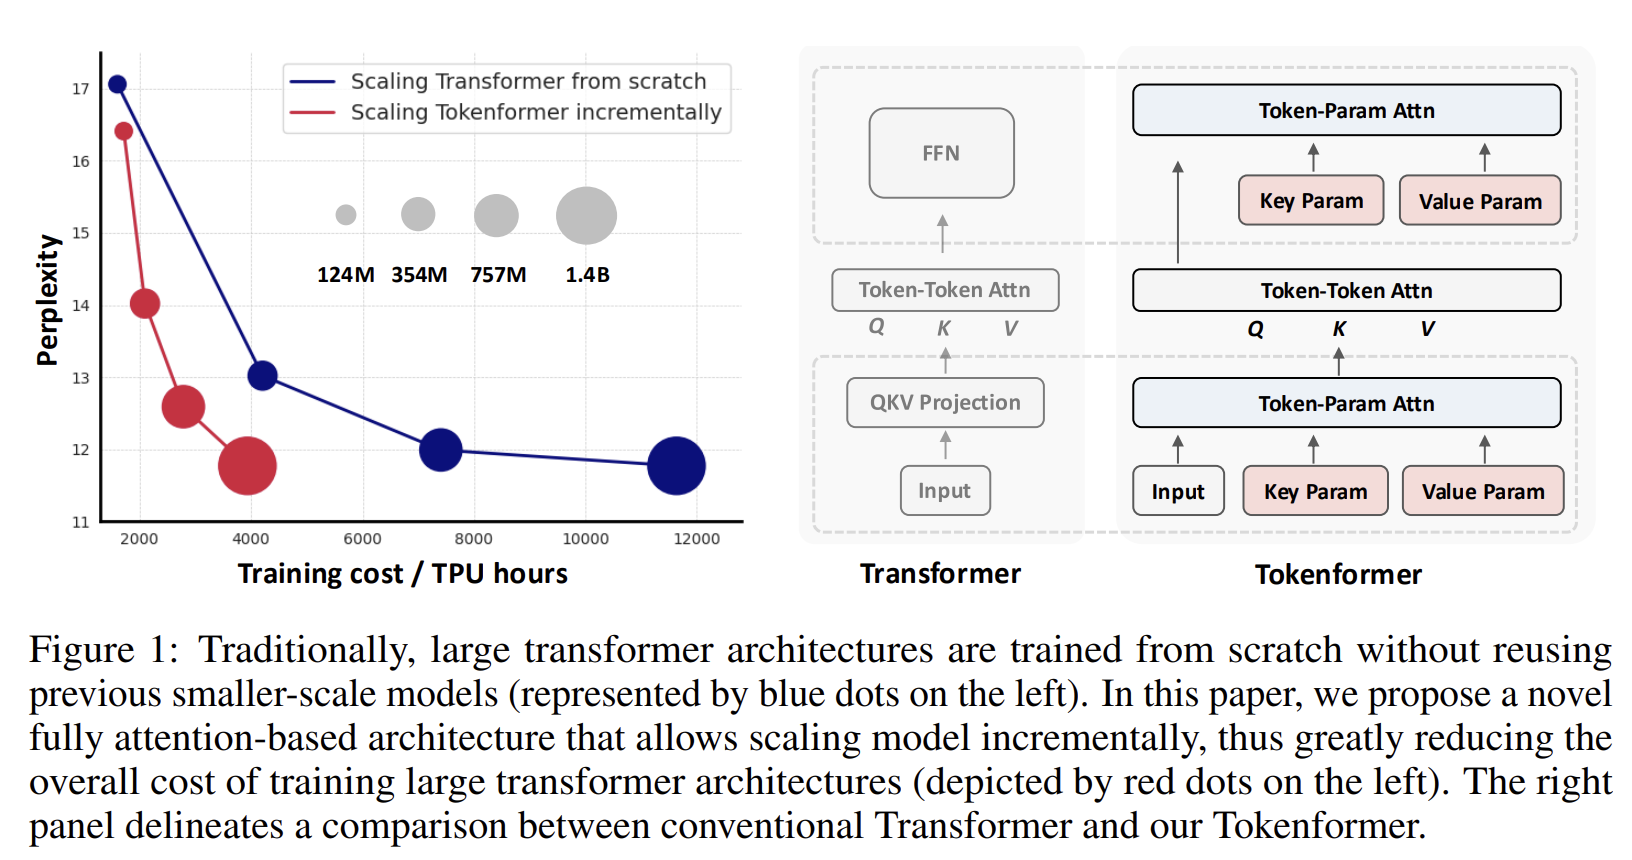 Scaling Transformer from scratch
Scaling Tokenformer incrementally
17
16
15
14
13
12
11
Perplexity
124M 354M 757M 1.4B
2000 4000 6000 8000 10000 12000
Training cost / TPU hours
FFN
Token-Token Attn
Q K V
QKV Projection
Input
Transformer
Token-Param Attn
Key Param Value Param
Token-Token Attn
Q K V
Token-Param Attn
Input Key Param Value Param
Tokenformer
Figure 1: Traditionally, large transformer architectures are trained from scratch without reusing
previous smaller-scale models (represented by blue dots on the left). In this paper, we propose a novel
fully attention-based architecture that allows scaling model incrementally, thus greatly reducing the
overall cost of training large transformer architectures (depicted by red dots on the left). The right
panel delineates a comparison between conventional Transformer and our Tokenformer.